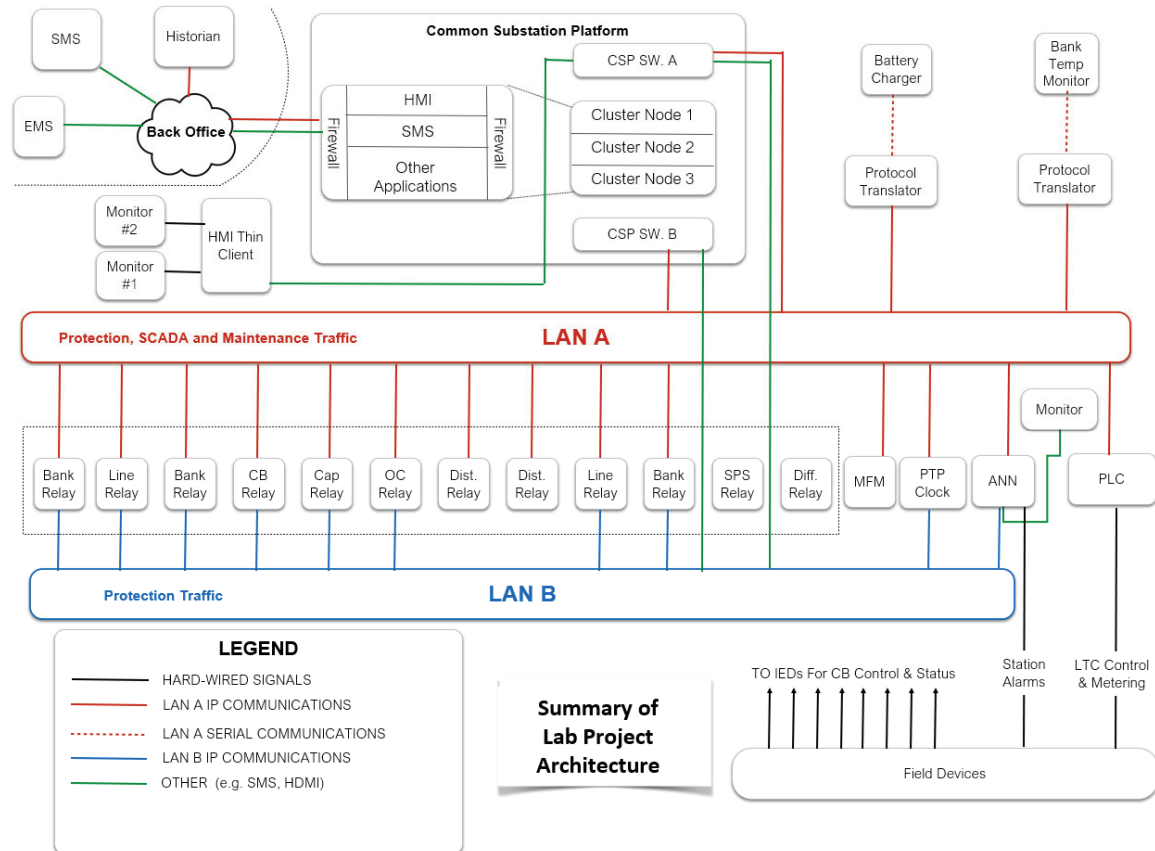 SMS
Historian
EMS
Back Office
Common Substation Platform
CSP SW. A
Firewall
HMI
SMS
Other
Applications
Firewall
Cluster Node 1
Cluster Node 2
Cluster Node 3
CSP SW. B
Battery
Charger
Bank
Temp
Monitor
Protocol
Translator
Protocol
Translator
Monitor
#2
Monitor
#1
HMI Thin
Client
Protection, SCADA and Maintenance Traffic
LAN A
Monitor
Bank
Relay
Line
Relay
Bank
Relay
CB
Relay
Cap
Relay
OC
Relay
Dist.
Relay
Dist.
Relay
Line
Relay
Bank
Relay
SPS
Relay
Diff.
Relay
MFM
PTP
Clock
ANN
PLC
Protection Traffic
LAN B
LEGEND
HARD-WIRED SIGNALS
LAN A IP COMMUNICATIONS
LAN A SERIAL COMMUNICATIONS
LAN B IP COMMUNICATIONS
OTHER (e.g. SMS, HDMI)
Summary of
Lab Project
Architecture
TO IEDs For CB Control & Status
Station
Alarms
LTC Control
& Metering
Field Devices